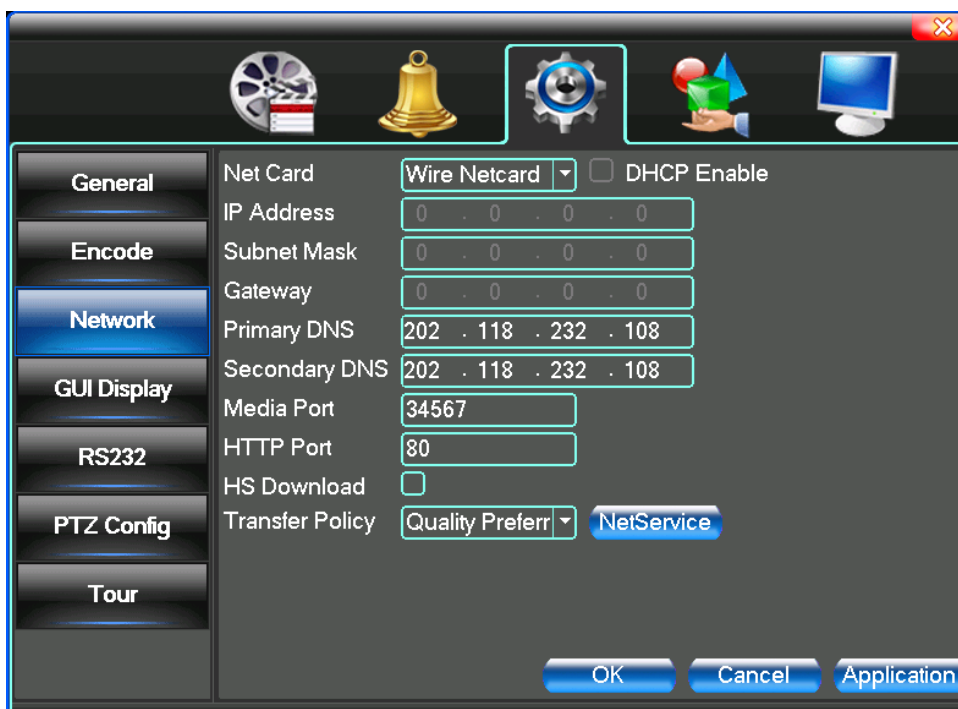 General
Encode
Network
GUI Display
RS232
PTZ Config
Tour
Net Card Wire Netcard DHCP Enable
IP Address 0 . 0 . 0 . 0
Subnet Mask 0 . 0 . 0 . 0
Gateway 0 . 0 . 0 . 0
Primary DNS 202 . 118 . 232 . 108
Secondary DNS 202 . 118 . 232 . 108
Media Port 34567
HTTP Port 80
HS Download
Transfer Policy Quality Preferr NetService
OK Cancel Application